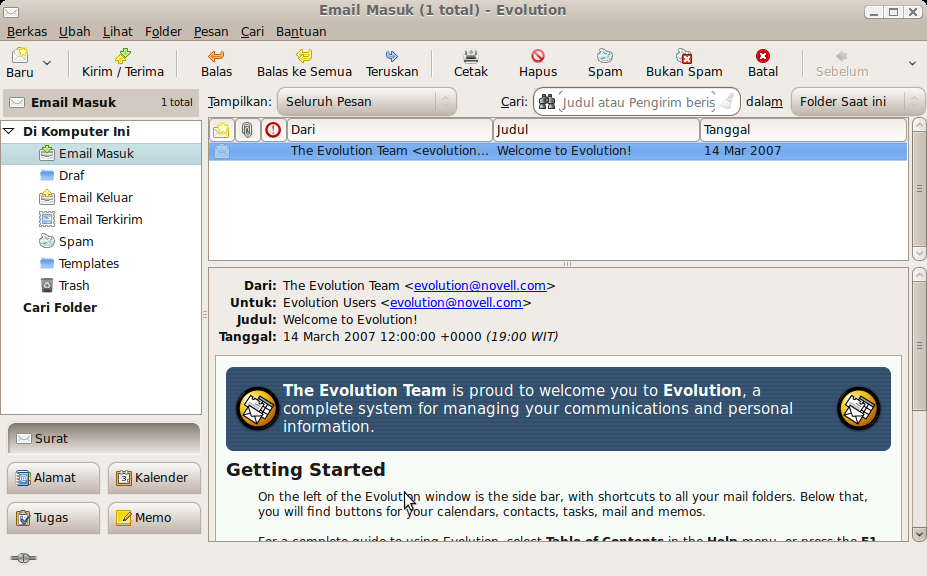 Email Masuk (1 total) - Evolution
Berkas Ubah Lihat Folder Pesan Cari Bantuan
Baru Kirim / Terima Balas Balas ke Semua Teruskan Cetak Hapus Spam Bukan Spam Batal Sebelum
Email Masuk 1 total Tampilkan: Seluruh Pesan Cari: Judul atau Pengirim beris dalam Folder Saat ini
Di Komputer Ini
Email Masuk
Draf
Email Keluar
Email Terkirim
Spam
Templates
Trash
Cari Folder
Surat
Alamat Kalender
Tugas Memo
Dari Judul Tanggal
The Evolution Team <evolution... Welcome to Evolution! 14 Mar 2007
Dari: The Evolution Team <evolution@novell.com>
Untuk: Evolution Users <evolution@novell.com>
Judul: Welcome to Evolution!
Tanggal: 14 March 2007 12:00:00 +0000 (19:00 WIT)
The Evolution Team is proud to welcome you to Evolution, a
complete system for managing your communications and personal
information.
Getting Started
On the left of the Evolution window is the side bar, with shortcuts to all your mail folders. Below that,
you will find buttons for your calendars, contacts, tasks, mail and memos.
For a complete guide to using Evolution, select Table of Contents in the Help menu, or press the F1